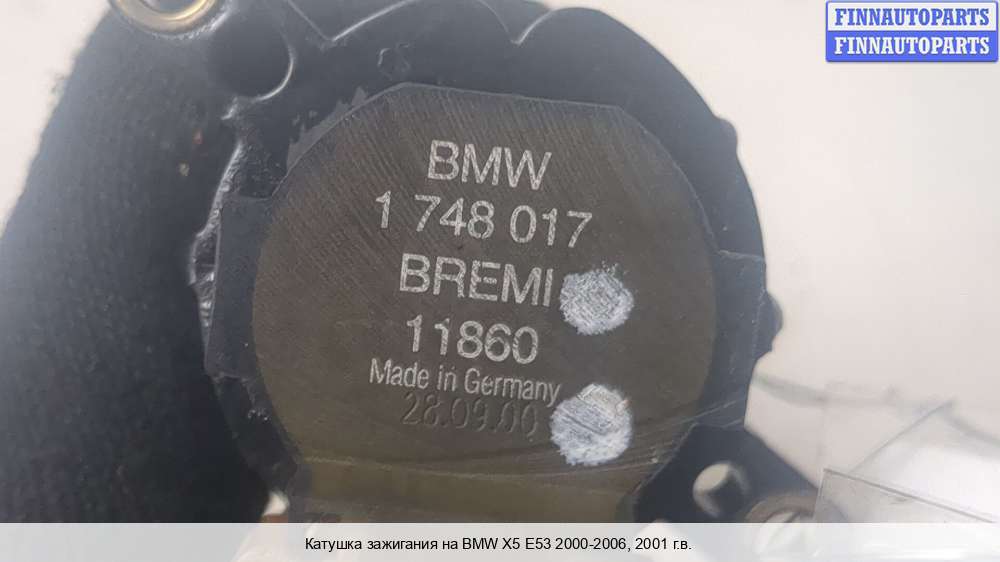 FINNAUTOPARTS
FINNAUTOPARTS
BMW
1 748 017
BREMI
11860
Made in Germany
28.09.00
Катушка зажигания на BMW X5 E53 2000-2006, 2001 г.в.